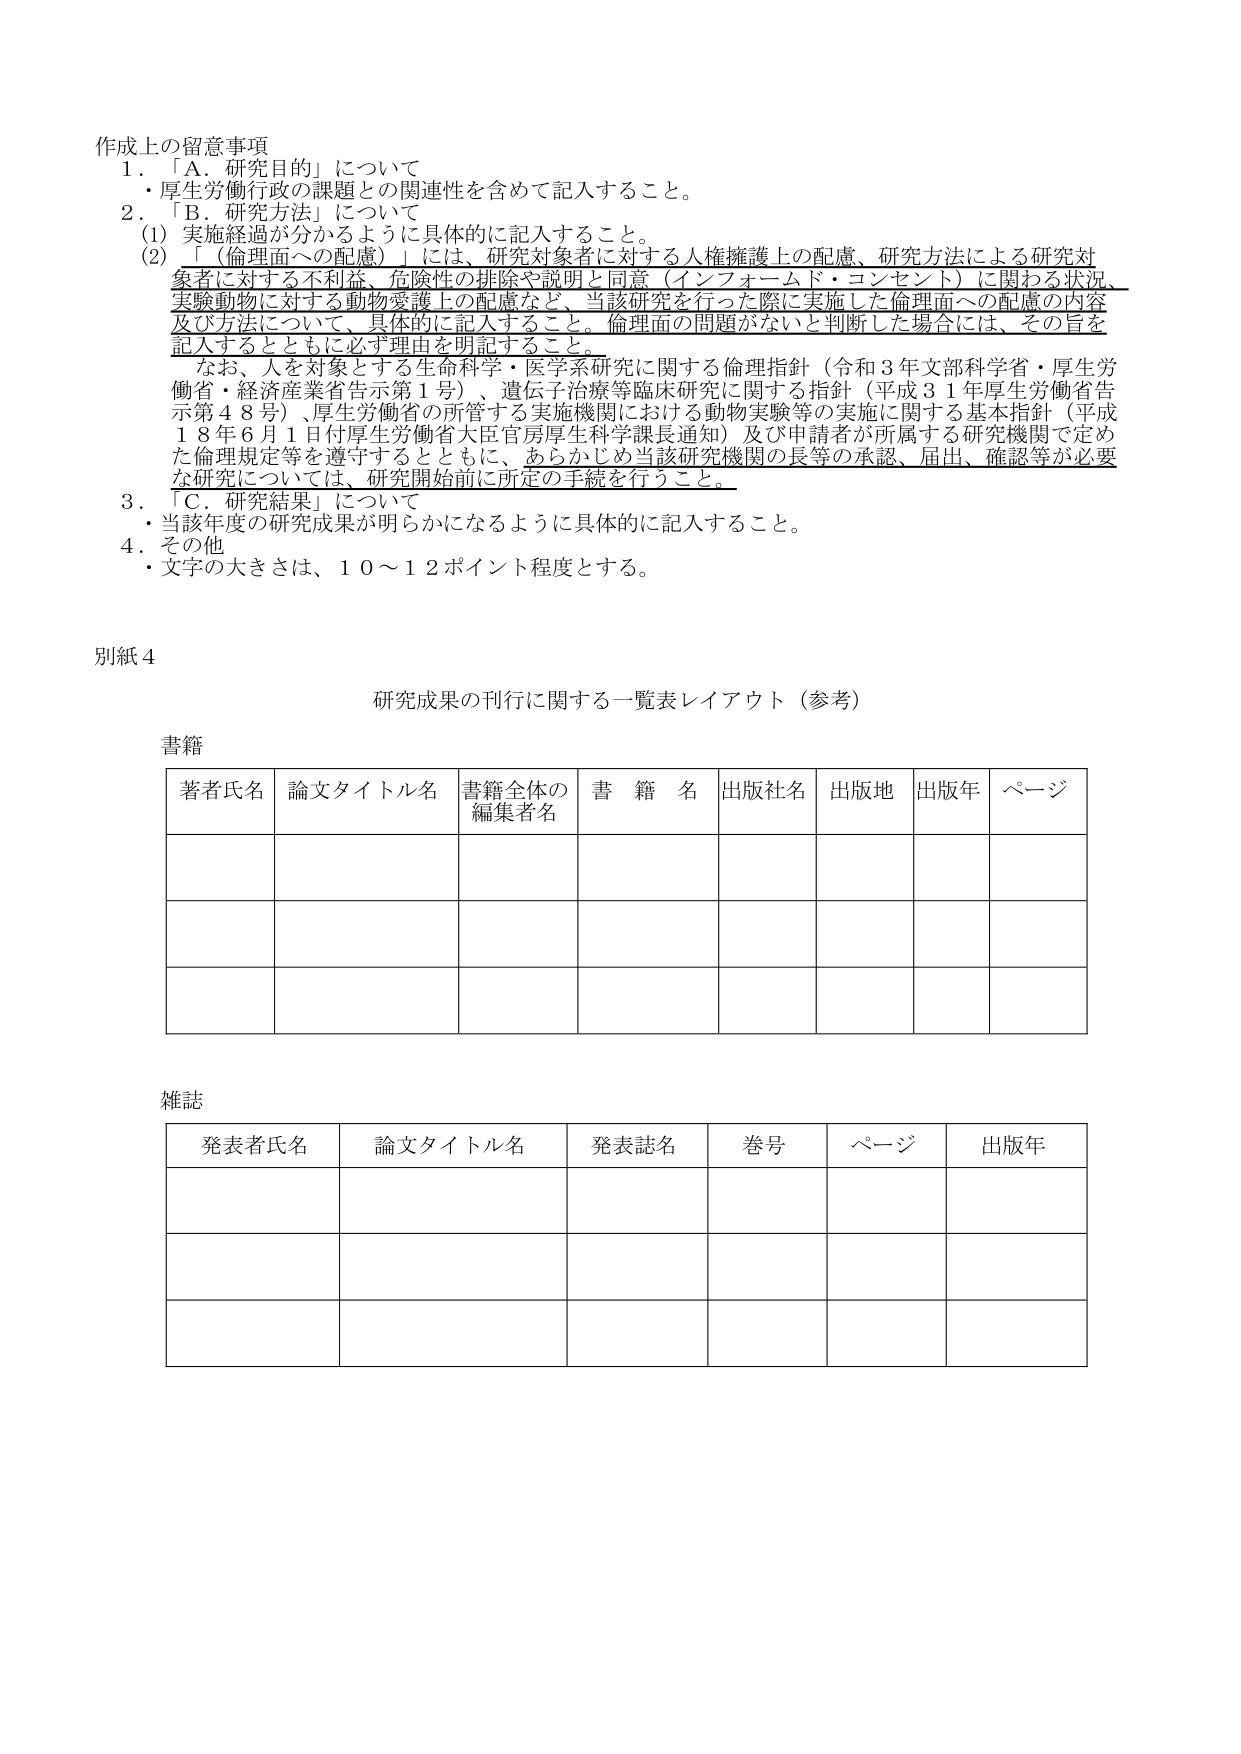 作成上の留意事項
１．「Ａ．研究目的」について
・厚生労働行政の課題との関連性を含めて記入すること。
２．「Ｂ．研究方法」について
(1) 実施経過が分かるように具体的に記入すること。
(2) 「（倫理面への配慮）」には、研究対象者に対する人権擁護上の配慮、研究方法による研究対
象者に対する不利益、危険性の排除や説明と同意（インフォームド・コンセント）に関わる状況、
実験動物に対する動物愛護上の配慮など、当該研究を行った際に実施した倫理面への配慮の内容
及び方法について、具体的に記入すること。倫理面の問題がないと判断した場合には、その旨を
記入するとともに必ず理由を明記すること。
なお、人を対象とする生命科学・医学系研究に関する倫理指針（令和３年文部科学省・厚生労
働省・経済産業省告示第１号）、遺伝子治療等臨床研究に関する指針（平成３１年厚生労働省告
示第４８号）、厚生労働省の所管する実施機関における動物実験等の実施に関する基本指針（平成
１８年６月１日付厚生労働省大臣官房厚生科学課長通知）及び申請者が所属する研究機関で定め
た倫理規定等を遵守するとともに、あらかじめ当該研究機関の長等の承認、届出、確認等が必要
な研究については、研究開始前に所定の手続を行うこと。
３．「Ｃ．研究結果」について
・当該年度の研究成果が明らかになるように具体的に記入すること。
４．その他
・文字の大きさは、１０～１２ポイント程度とする。
別紙４
研究成果の刊行に関する一覧表レイアウト（参考）
書籍
著者氏名 論文タイトル名 書籍全体の 書　籍　名 出版社名 出版地 出版年 ページ
編集者名
雑誌
発表者氏名 論文タイトル名 発表誌名 巻号 ページ 出版年